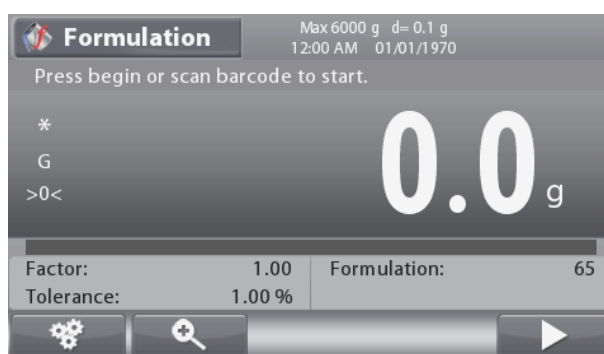 Formulation
Max 6000 g d= 0.1 g
12:00 AM 01/01/1970
Press begin or scan barcode to start.
*
G
>0<
0.0 g
Factor: 1.00 Formulation: 65
Tolerance: 1.00 %